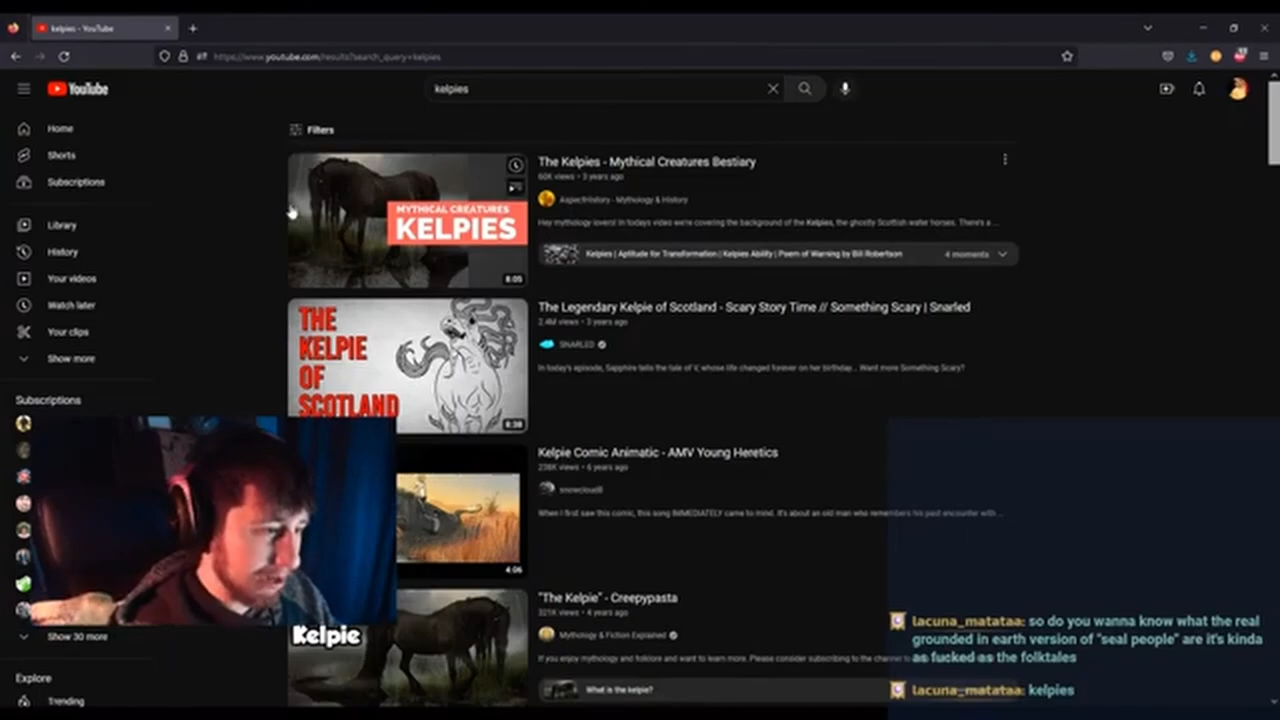 kelpies - YouTube
https://www.youtube.com/results?search_query=kelpies
YouTube
kelpies
Home
Shorts
Subscriptions
Library
History
Your videos
Watch later
Your clips
Show more
Subscriptions
Show 30 more
Explore
Trending
Filters
MYTHICAL CREATURES
KELPIES
8:05
The Kelpies - Mythical Creatures Bestiary
60K views • 3 years ago
AspectHistory - Mythology & History
Hey mythology lovers! In todays video we're covering the background of the Kelpies, the ghostly Scottish water horses. There's a ...
Kelpies | Aptitude for Transformation | Kelpies Ability | Poem of Warning by Bill Robertson
4 moments
THE
KELPIE
OF
SCOTLAND
8:38
The Legendary Kelpie of Scotland - Scary Story Time // Something Scary | Snarled
2.4M views • 3 years ago
SNARLED
In today's episode, Sapphire tells the tale of V, whose life changed forever on her birthday... Want more Something Scary?
4:06
Kelpie Comic Animatic - AMV Young Heretics
238K views • 6 years ago
snowcloud8
When I first saw this comic, this song IMMEDIATELY came to mind. It's about an old man who remembers his past encounter with ...
Kelpie
"The Kelpie" - Creepypasta
321K views • 4 years ago
Mythology & Fiction Explained
If you enjoy mythology and folklore and want to learn more. Please consider subscribing to the channel
What is the kelpie?
lacuna_matataa: so do you wanna know what the real
grounded in earth version of "seal people" are it's kinda
as fucked as the folktales
lacuna_matataa: kelpies